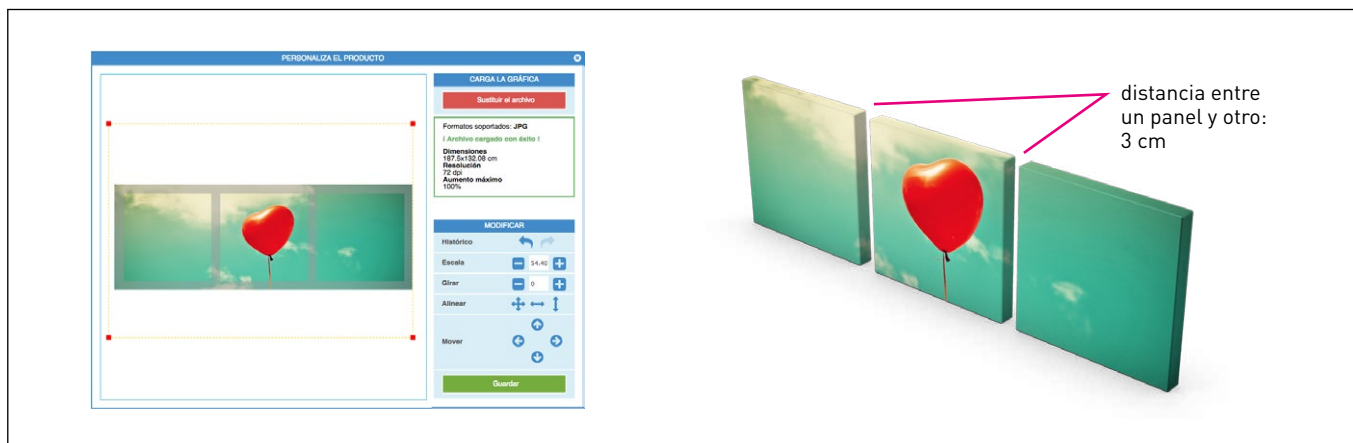 PERSONALIZA EL PRODUCTO
CARGA LA GRÁFICA
Sustituir el archivo
Formatos soportados: JPG
¡ Archivo cargado con éxito !
Dimensiones
187.5x132.08 cm
Resolución
72 dpi
Aumento máximo
100%
MODIFICAR
Histórico
Escala
54.40
Girar
0
Alinear
Mover
Guardar
distancia entre
un panel y otro:
3 cm